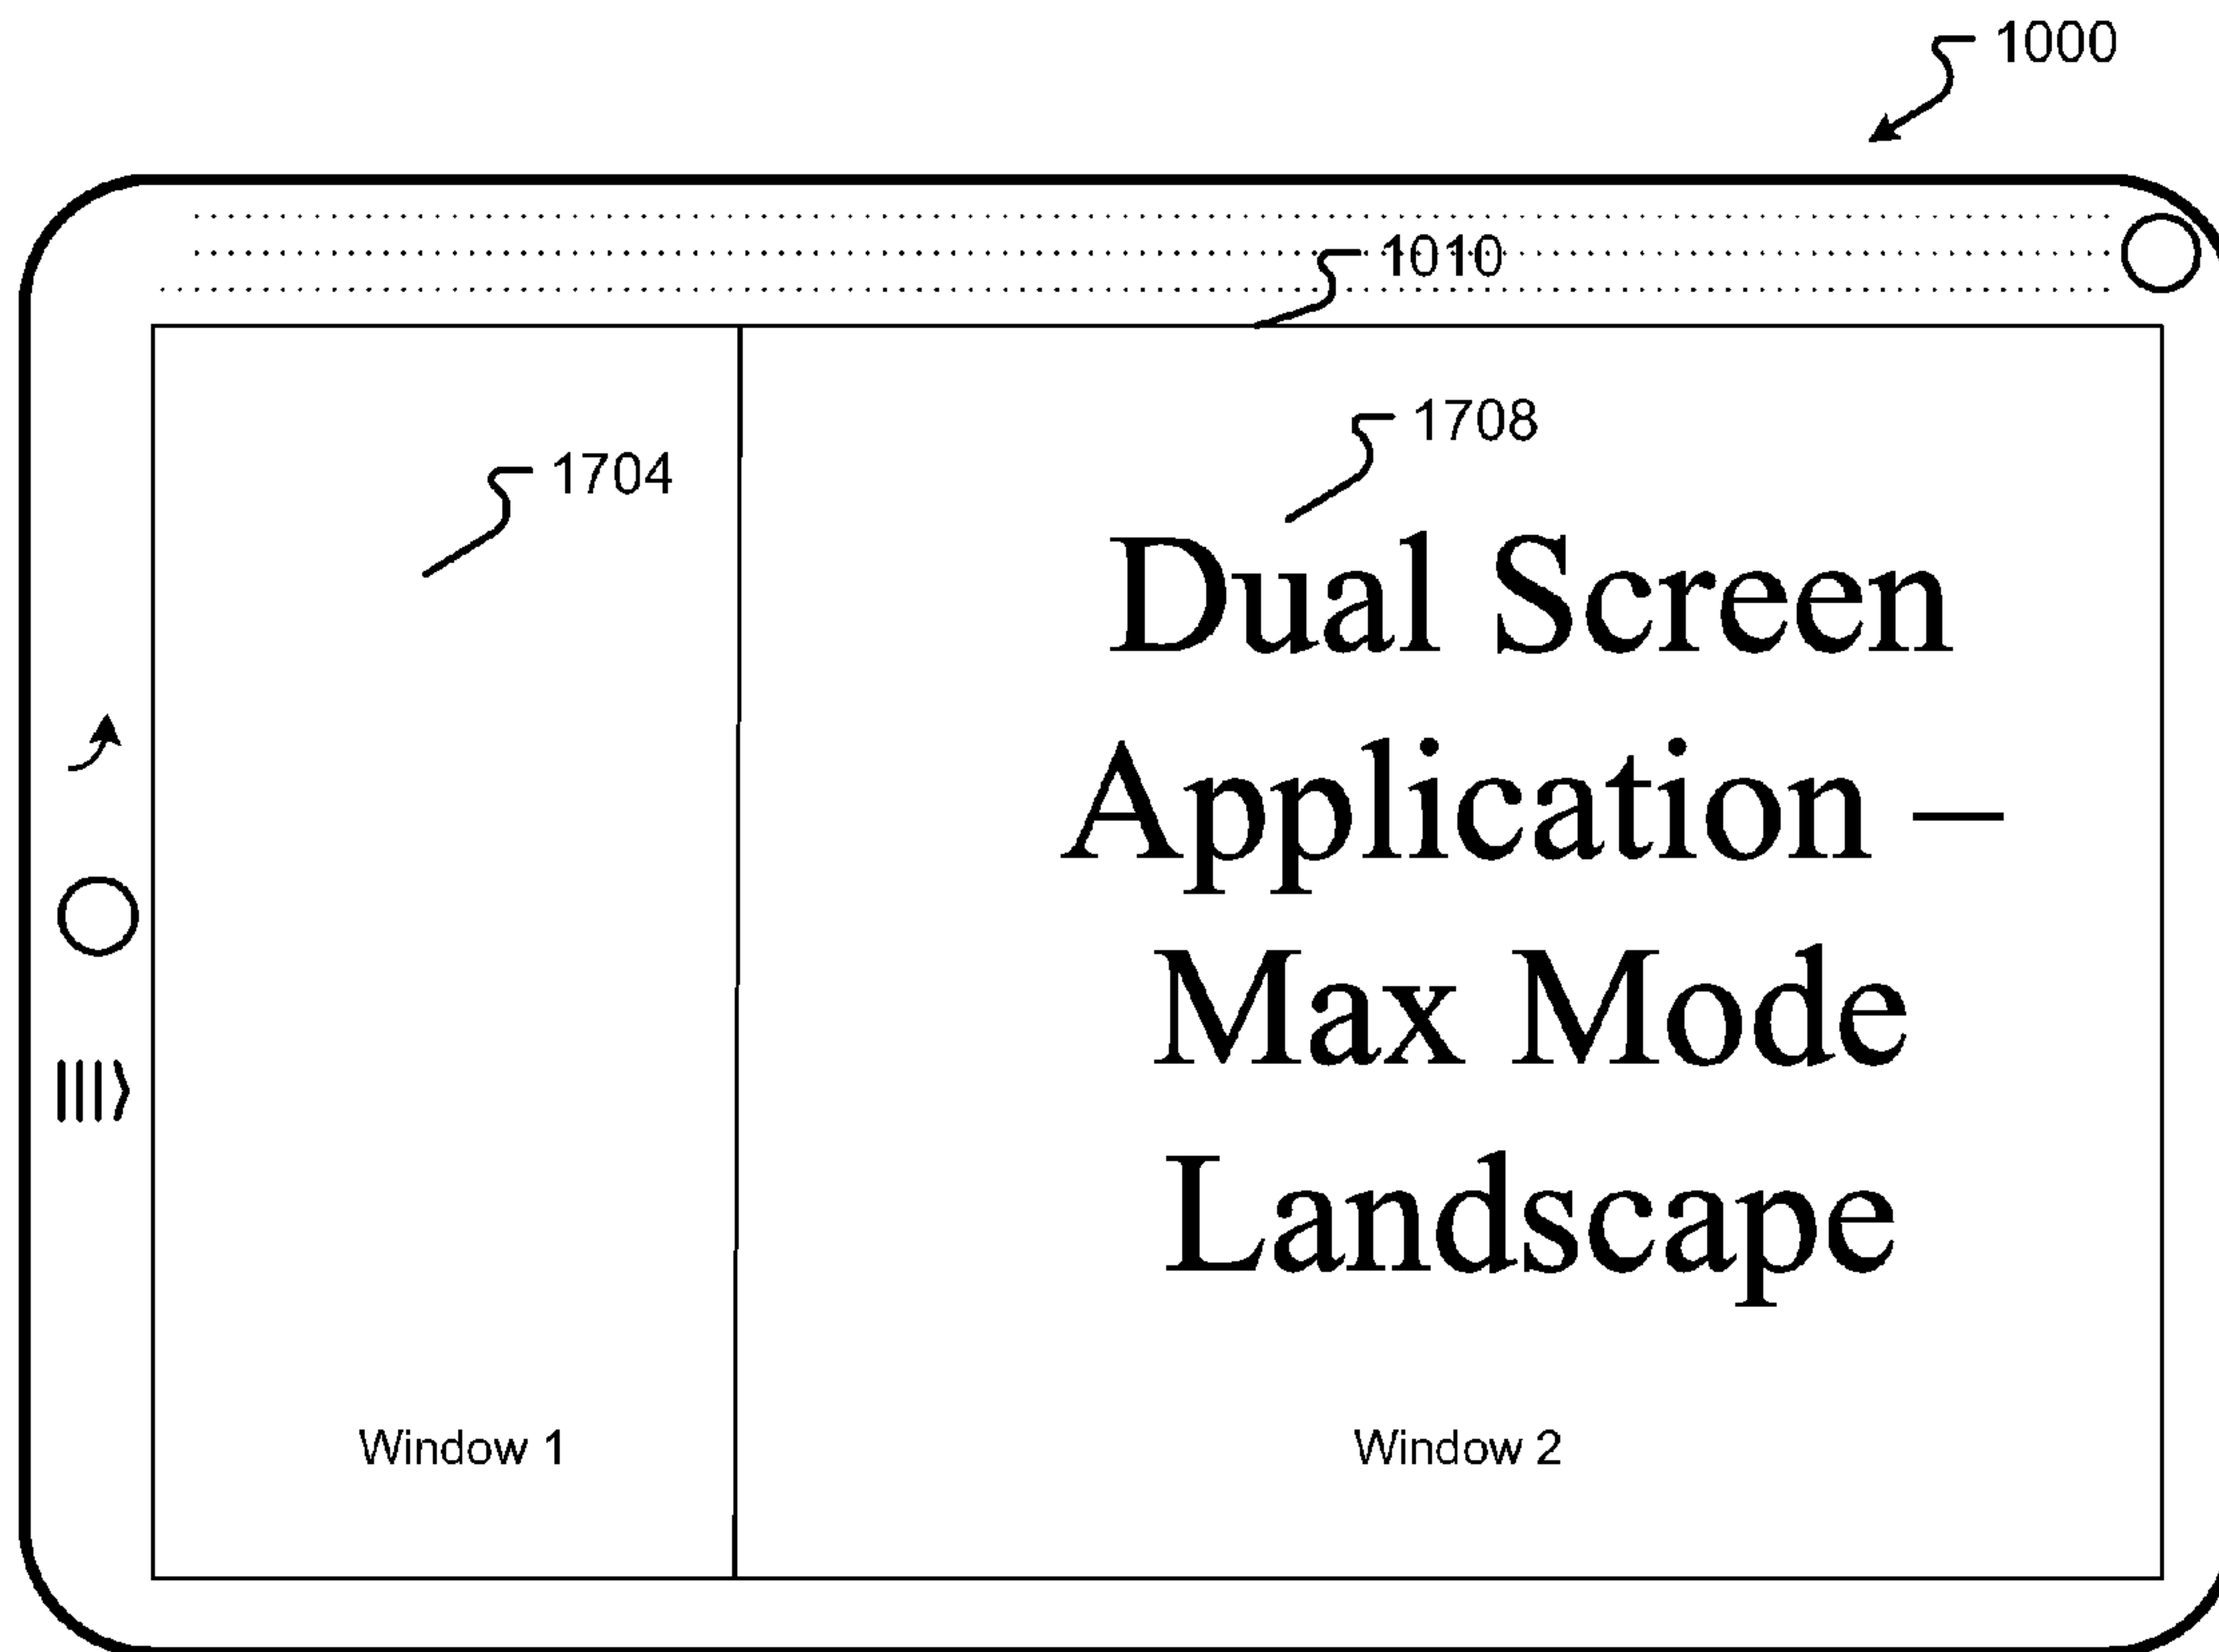 1000
1010
1708
1704
Dual Screen
Application –
Max Mode
Landscape
Window 1
Window 2